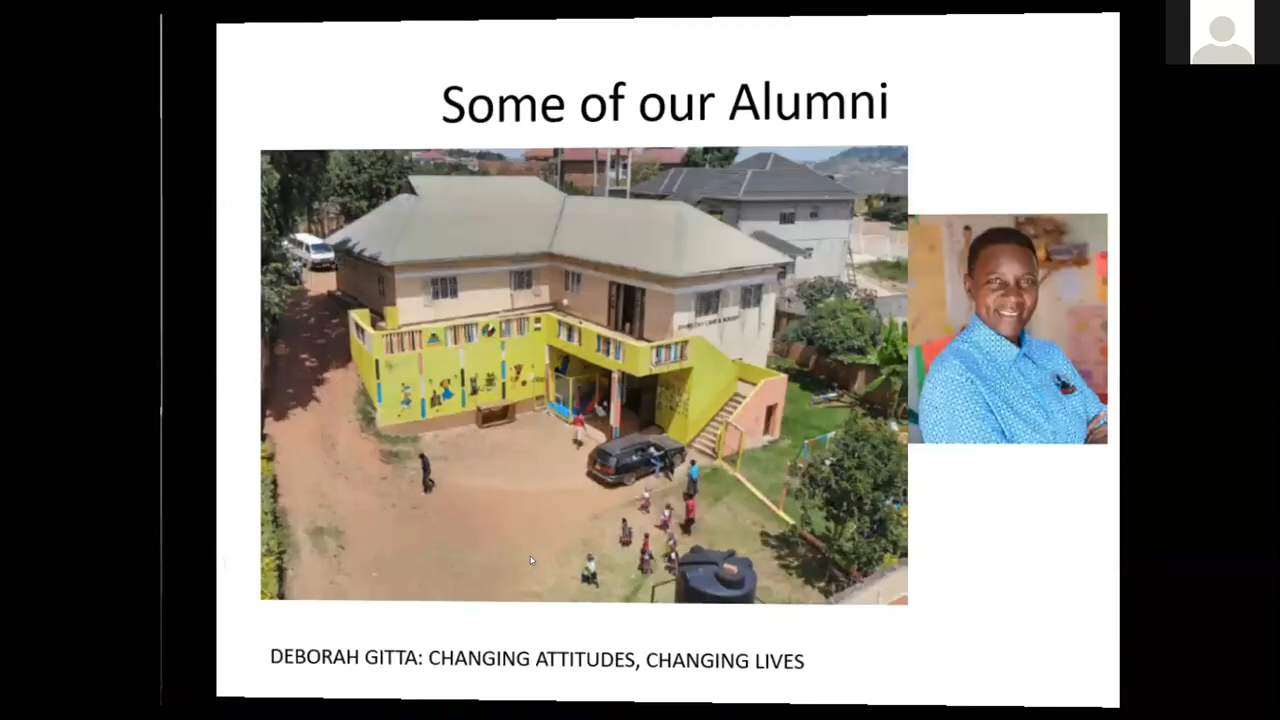 Some of our Alumni
DEBORAH GITTA: CHANGING ATTITUDES, CHANGING LIVES